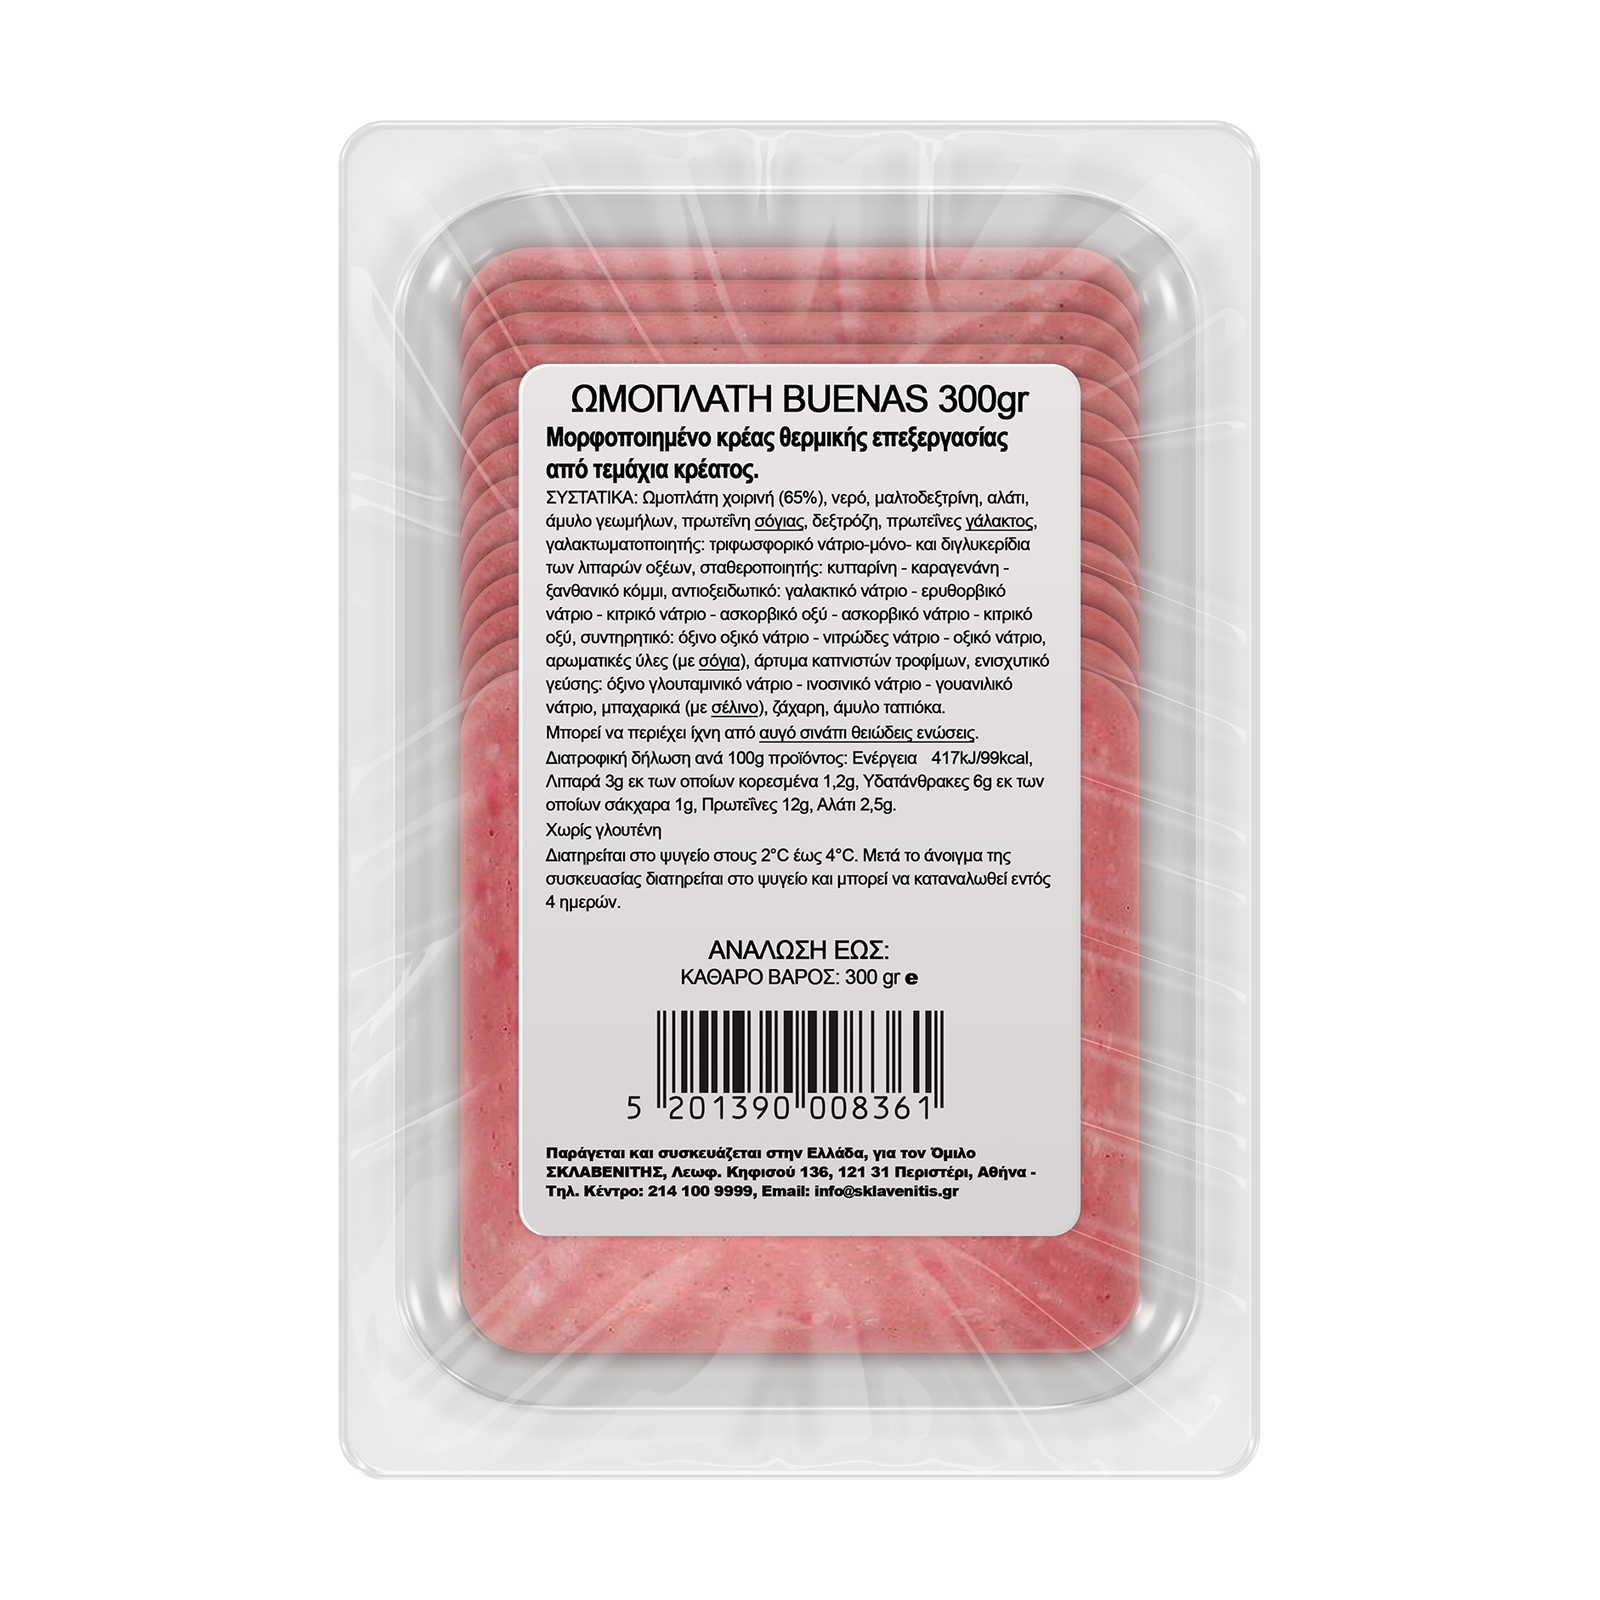 ΩΜΟΠΛΑΤΗ BUENAS 300gr
Μορφοποιημένο κρέας θερμικής επεξεργασίας
από τεμάχια κρέατος.
ΣΥΣΤΑΤΙΚΑ: Ωμοπλάτη χοιρινή (65%), νερό, μαλτοδεξτρίνη, αλάτι,
άμυλο γεωμήλων, πρωτεΐνη σόγιας, δεξτρόζη, πρωτεΐνες γάλακτος,
γαλακτωματοποιητής: τριφωσφορικό νάτριο-μόνο- και διγλυκερίδια
των λιπαρών οξέων, σταθεροποιητής: κυτταρίνη - καραγενάνη -
ξανθανικό κόμμι, αντιοξειδωτικό: γαλακτικό νάτριο - ερυθορβικό
νάτριο - κιτρικό νάτριο - ασκορβικό οξύ - ασκορβικό νάτριο - κιτρικό
οξύ, συντηρητικό: όξινο οξικό νάτριο - νιτρώδες νάτριο - οξικό νάτριο,
αρωματικές ύλες (με σόγια), άρτυμα καπνιστών τροφίμων, ενισχυτικό
γεύσης: όξινο γλουταμινικό νάτριο - ινοσινικό νάτριο - γουανιλικό
νάτριο, μπαχαρικά (με σέλινο), ζάχαρη, άμυλο ταπιόκα.
Μπορεί να περιέχει ίχνη από αυγό σινάπι θειώδεις ενώσεις.
Διατροφική δήλωση ανά 100g προϊόντος: Ενέργεια 417kJ/99kcal,
Λιπαρά 3g εκ των οποίων κορεσμένα 1,2g, Υδατάνθρακες 6g εκ των
οποίων σάκχαρα 1g, Πρωτεΐνες 12g, Αλάτι 2,5g.
Χωρίς γλουτένη
Διατηρείται στο ψυγείο στους 2°C έως 4°C. Μετά το άνοιγμα της
συσκευασίας διατηρείται στο ψυγείο και μπορεί να καταναλωθεί εντός
4 ημερών.
ΑΝΑΛΩΣΗ ΕΩΣ:
ΚΑΘΑΡΟ ΒΑΡΟΣ: 300 gr e
5 201390 008361
Παράγεται και συσκευάζεται στην Ελλάδα, για τον Όμιλο
ΣΚΛΑΒΕΝΙΤΗΣ, Λεωφ. Κηφισού 136, 121 31 Περιστέρι, Αθήνα -
Τηλ. Κέντρο: 214 100 9999, Email: info@sklavenitis.gr